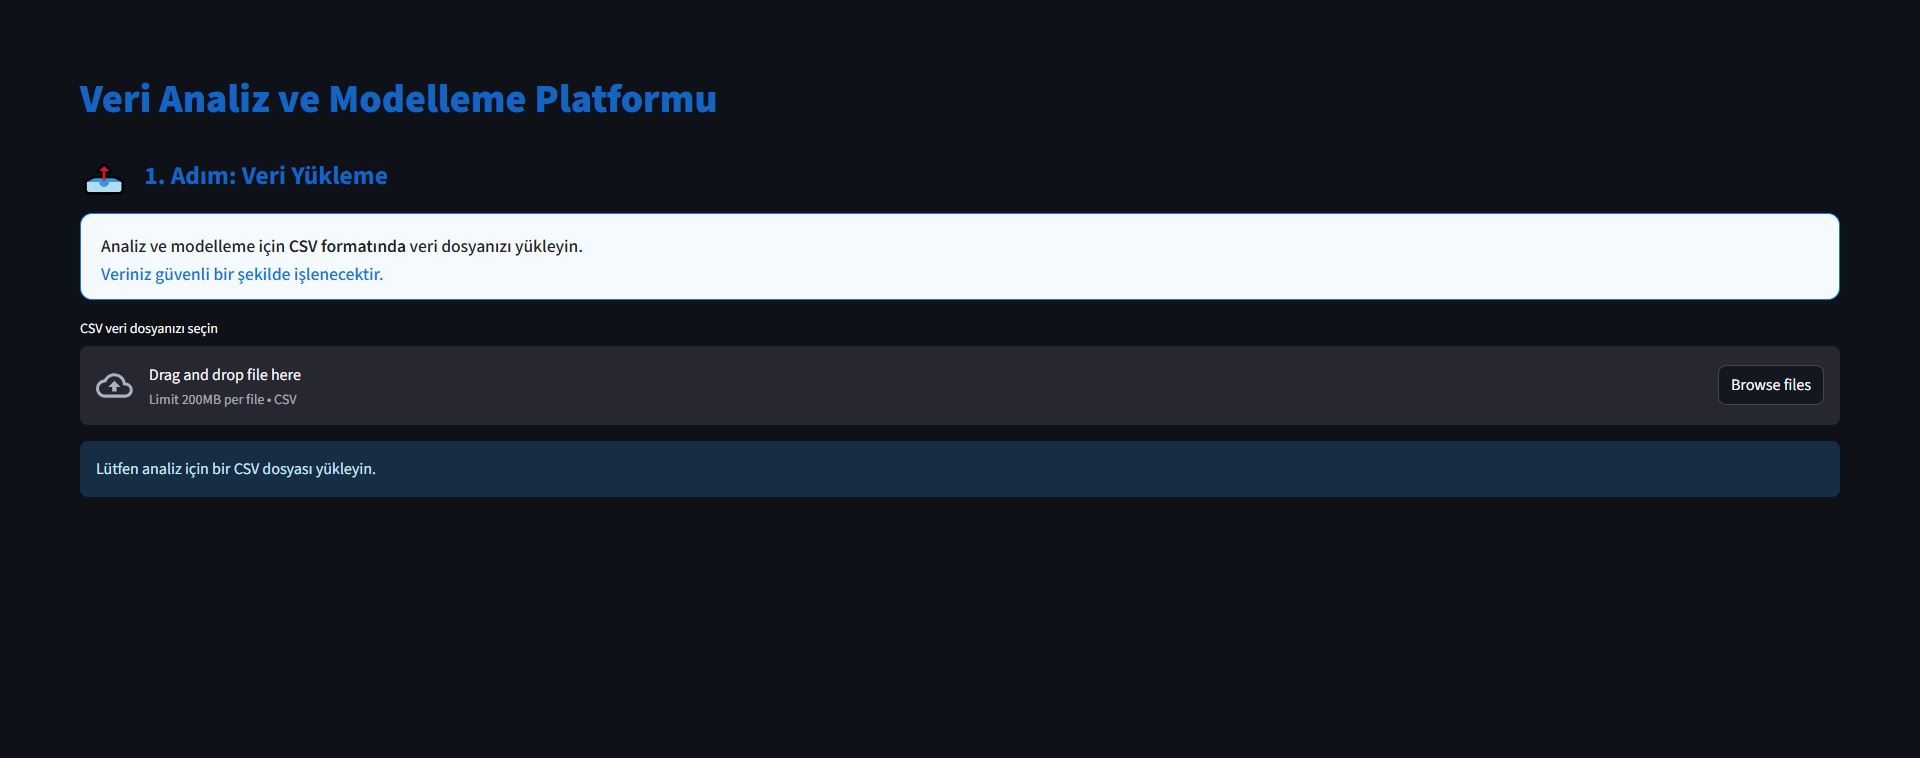 Veri Analiz ve Modelleme Platformu
1. Adım: Veri Yükleme
Analiz ve modelleme için CSV formatında veri dosyanızı yükleyin.
Veriniz güvenli bir şekilde işlenecektir.
CSV veri dosyanızı seçin
Drag and drop file here
Limit 200MB per file • CSV
Browse files
Lütfen analiz için bir CSV dosyası yükleyin.